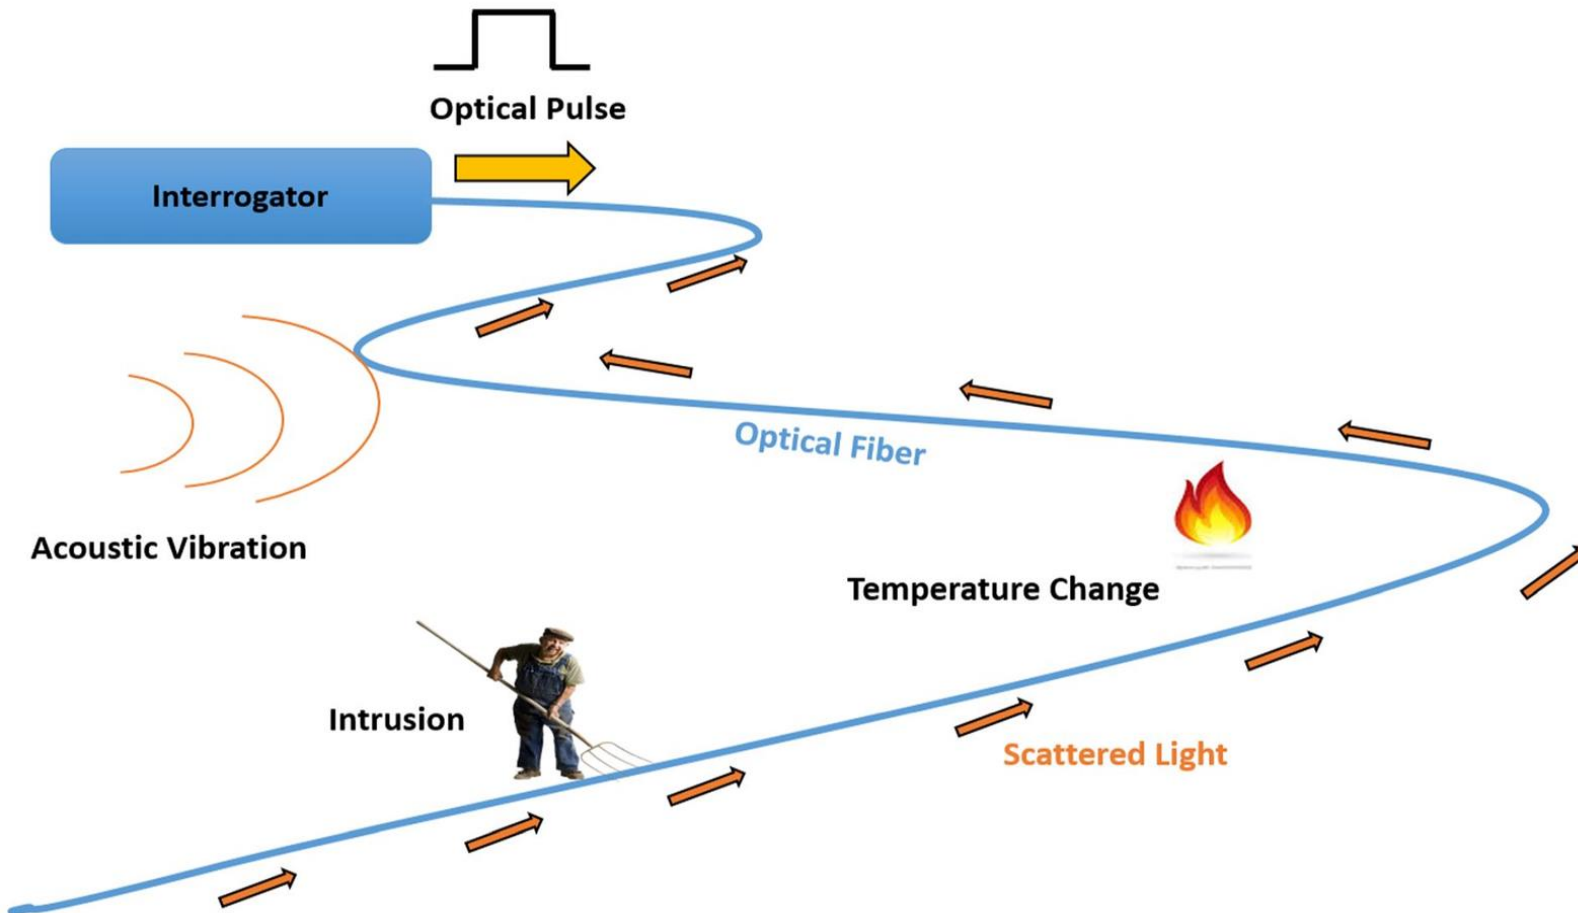 Optical Pulse
Interrogator
Optical Fiber
Acoustic Vibration
Temperature Change
Intrusion
Scattered Light